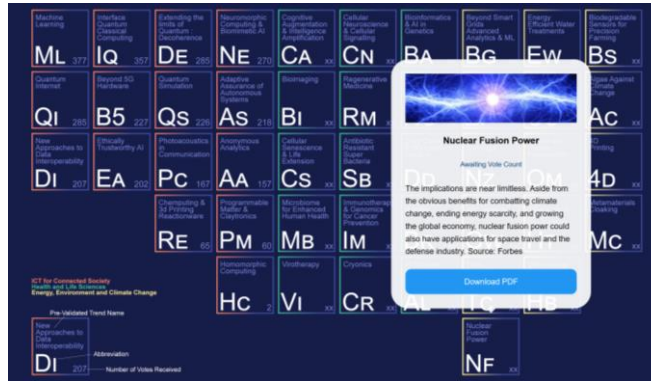 Machine Learning
ML 377
Interface Quantum Classical Computing
IQ 357
Extending the limits of Quantum Decoherence
DE 285
Neuromorphic Computing & Biomimetic AI
NE 270
Cognitive Augmentation & Intelligence Amplification
CA xx
Cellular Neuroscience & Cellular Signalling
CN xx
Bioinformatics & AI in Genetics
BA
Beyond Smart Grids Advanced Analytics & ML
BG
Energy Efficient Water Treatments
EW
Biodegradable Sensors for Precision Farming
BS xx
Quantum Internet
QI 285
Beyond 5G Hardware
B5 227
Quantum Simulation
QS 226
Adaptive Assurance of Autonomous Systems
AS 218
Bioimaging
BI xx
Regenerative Medicine
RM
Algae Against Climate Change
AC xx
New Approaches to Data Interoperability
DI 207
Ethically Trustworthy AI
EA 202
Photoacoustics in Communication
PC 167
Anonymous Analytics
AA 157
Cellular Senescence & Life Extension
CS xx
Antibiotic Resistant Super Bacteria
SB
4D Printing
4D xx
Chemputing & 3d Printing Reactionware
RE 65
Programmable Matter & Claytronics
PM 60
Microbiome for Enhanced Human Health
MB xx
Immunotherapy & Genomics for Cancer Prevention
IM
Metamaterials Cloaking
MC xx
Homomorphic Computing
HC 2
Virotherapy
VI xx
Cryonics
CR
Nuclear Fusion Power
Awaiting Vote Count
The implications are near limitless. Aside from
the obvious benefits for combatting climate
change, ending energy scarcity, and growing
the global economy, nuclear fusion powr could
also have applications for space travel and the
defense industry. Source: Forbes
Download PDF
ICT for Connected Society
Health and Life Sciences
Energy, Environment and Climate Change
Pre-Validated Trend Name
New Approaches to Data Interoperability
DI 207
Abbreviation
Number of Votes Received
Nuclear Fusion Power
NF xx